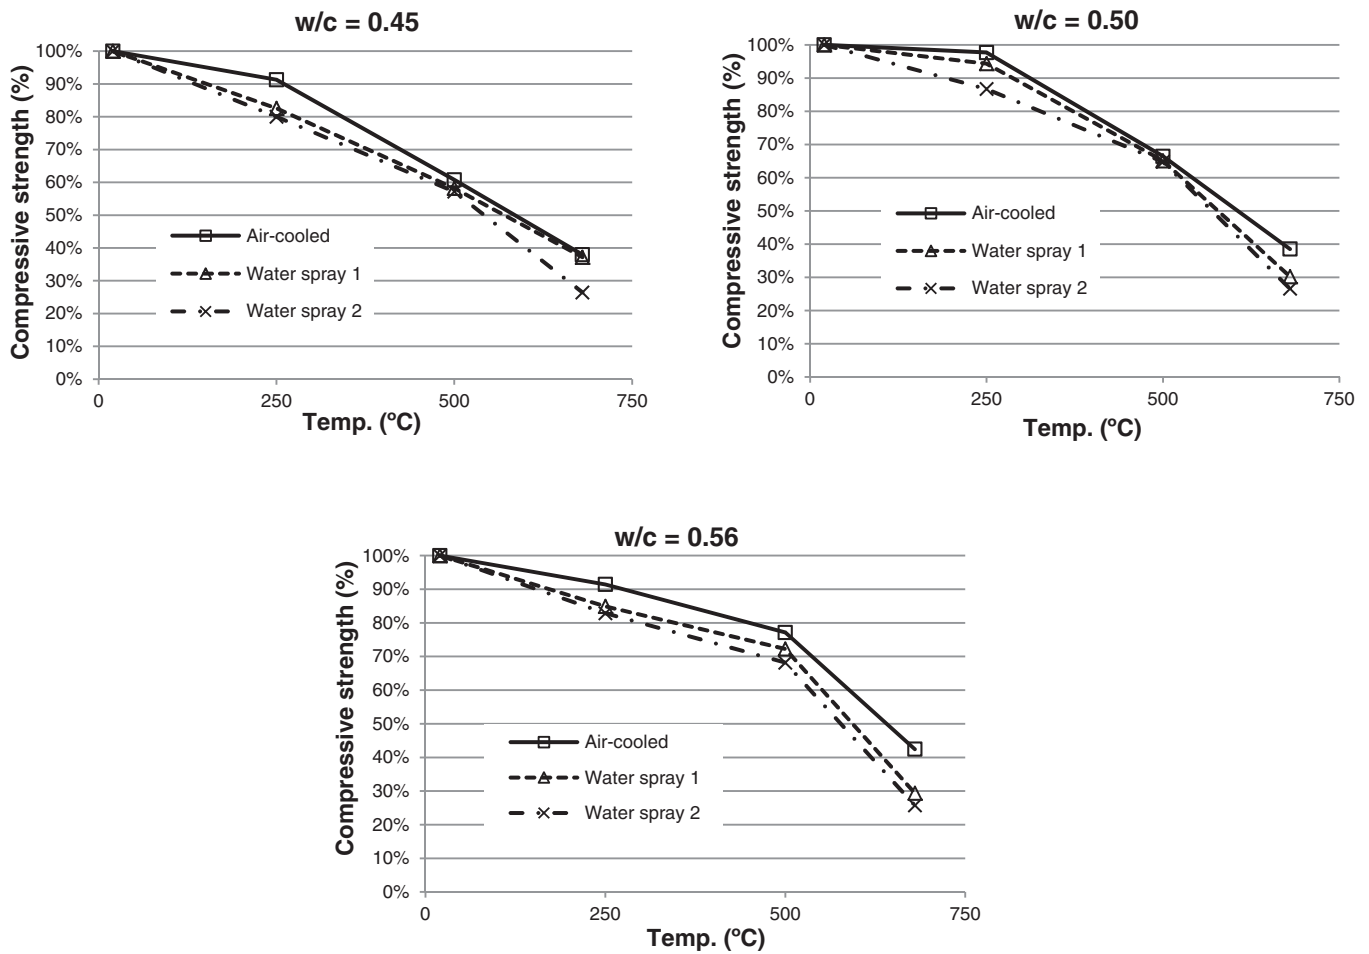 w/c = 0.45
Compressive strength (%)
100%
90%
80%
70%
60%
50%
40%
30%
20%
10%
0%
Air-cooled
Water spray 1
Water spray 2
0 250 500 750
Temp. (ºC)
w/c = 0.50
Compressive strength (%)
100%
90%
80%
70%
60%
50%
40%
30%
20%
10%
0%
Air-cooled
Water spray 1
Water spray 2
0 250 500 750
Temp. (ºC)
w/c = 0.56
Compressive strength (%)
100%
90%
80%
70%
60%
50%
40%
30%
20%
10%
0%
Air-cooled
Water spray 1
Water spray 2
0 250 500 750
Temp. (ºC)